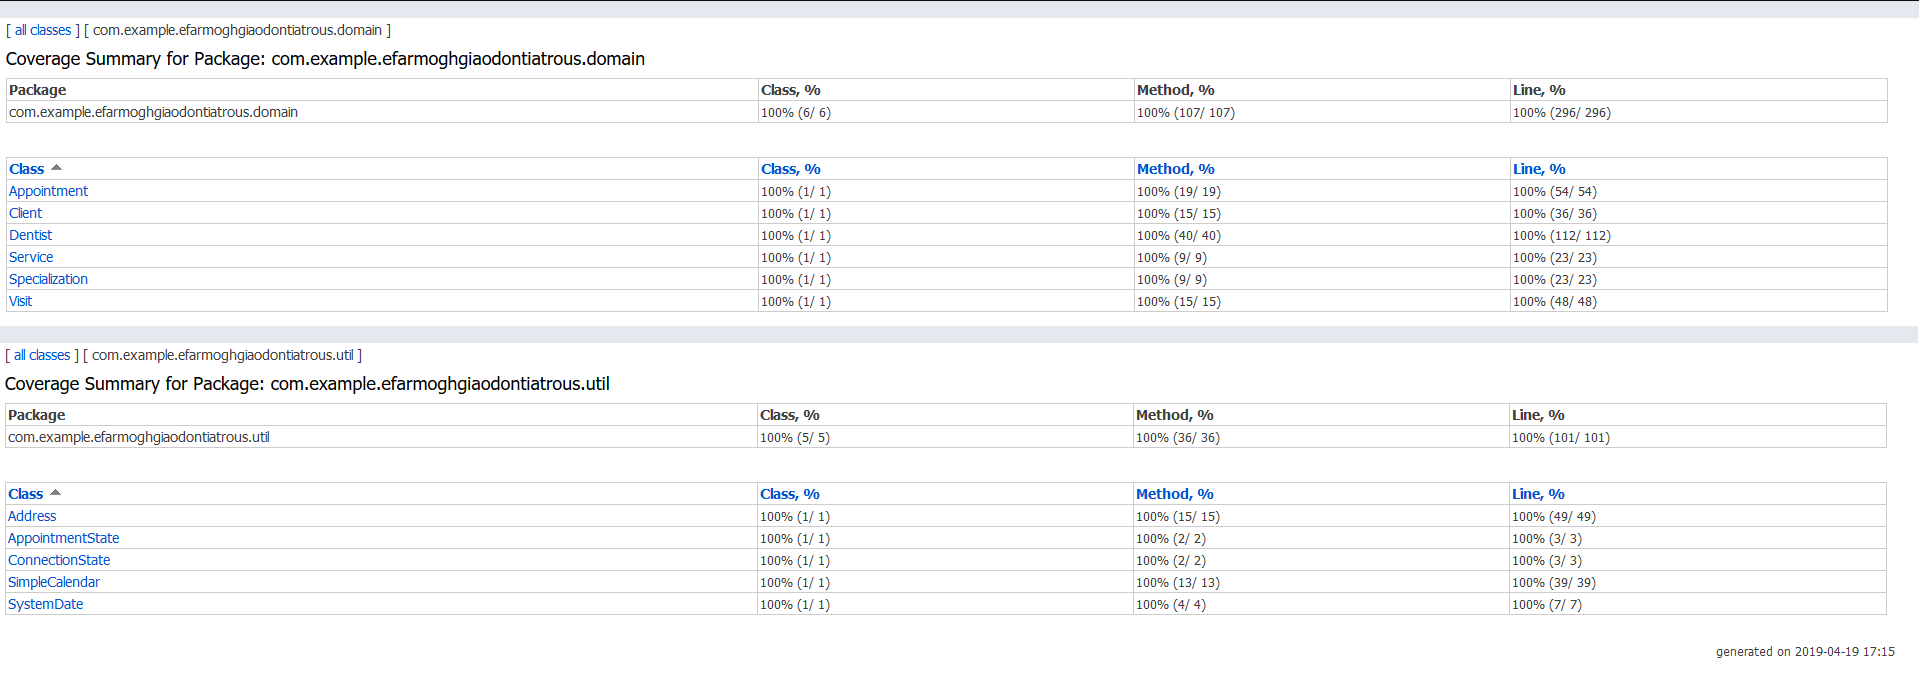 [ all classes ] [ com.example.efarmoghgiaodontiatrous.domain ]
Coverage Summary for Package: com.example.efarmoghgiaodontiatrous.domain
Package Class, % Method, % Line, %
com.example.efarmoghgiaodontiatrous.domain 100% (6/ 6) 100% (107/ 107) 100% (296/ 296)
Class Class, % Method, % Line, %
Appointment 100% (1/ 1) 100% (19/ 19) 100% (54/ 54)
Client 100% (1/ 1) 100% (15/ 15) 100% (36/ 36)
Dentist 100% (1/ 1) 100% (40/ 40) 100% (112/ 112)
Service 100% (1/ 1) 100% (9/ 9) 100% (23/ 23)
Specialization 100% (1/ 1) 100% (9/ 9) 100% (23/ 23)
Visit 100% (1/ 1) 100% (15/ 15) 100% (48/ 48)
[ all classes ] [ com.example.efarmoghgiaodontiatrous.util ]
Coverage Summary for Package: com.example.efarmoghgiaodontiatrous.util
Package Class, % Method, % Line, %
com.example.efarmoghgiaodontiatrous.util 100% (5/ 5) 100% (36/ 36) 100% (101/ 101)
Class Class, % Method, % Line, %
Address 100% (1/ 1) 100% (15/ 15) 100% (49/ 49)
AppointmentState 100% (1/ 1) 100% (2/ 2) 100% (3/ 3)
ConnectionState 100% (1/ 1) 100% (2/ 2) 100% (3/ 3)
SimpleCalendar 100% (1/ 1) 100% (13/ 13) 100% (39/ 39)
SystemDate 100% (1/ 1) 100% (4/ 4) 100% (7/ 7)
generated on 2019-04-19 17:15